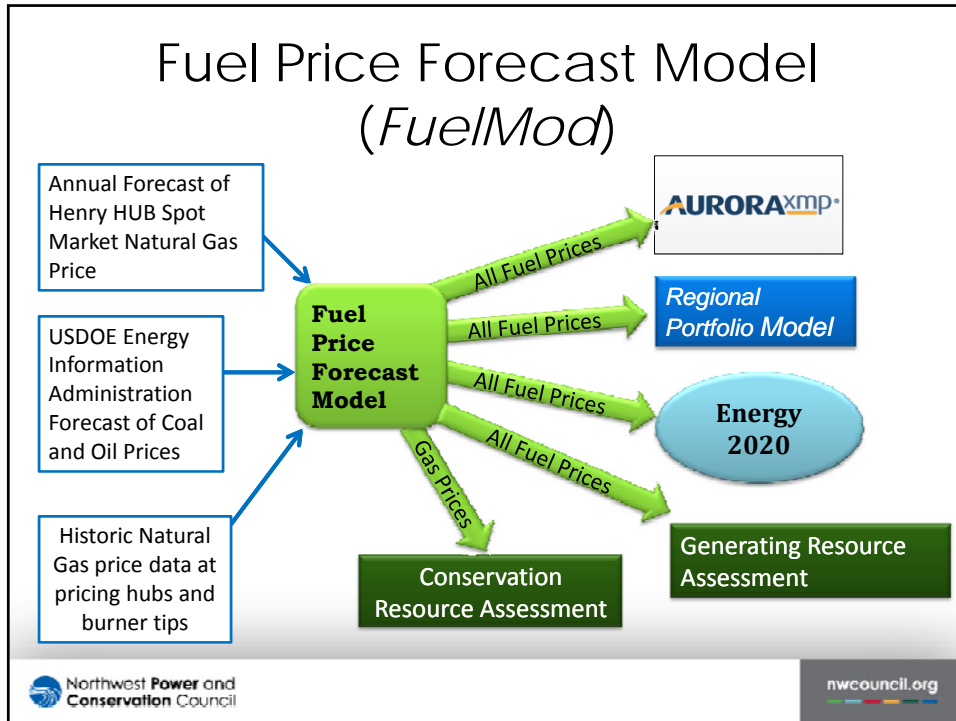 Fuel Price Forecast Model
(FuelMod)
Annual Forecast of
Henry HUB Spot
Market Natural Gas
Price
USDOE Energy
Information
Administration
Forecast of Coal
and Oil Prices
Historic Natural
Gas price data at
pricing hubs and
burner tips
Fuel
Price
Forecast
Model
All Fuel Prices
All Fuel Prices
All Fuel Prices
All Fuel Prices
Gas Prices
AURORAxmp
Regional
Portfolio Model
Energy
2020
Generating Resource
Assessment
Conservation
Resource Assessment
Northwest Power and
Conservation Council
nwcouncil.org